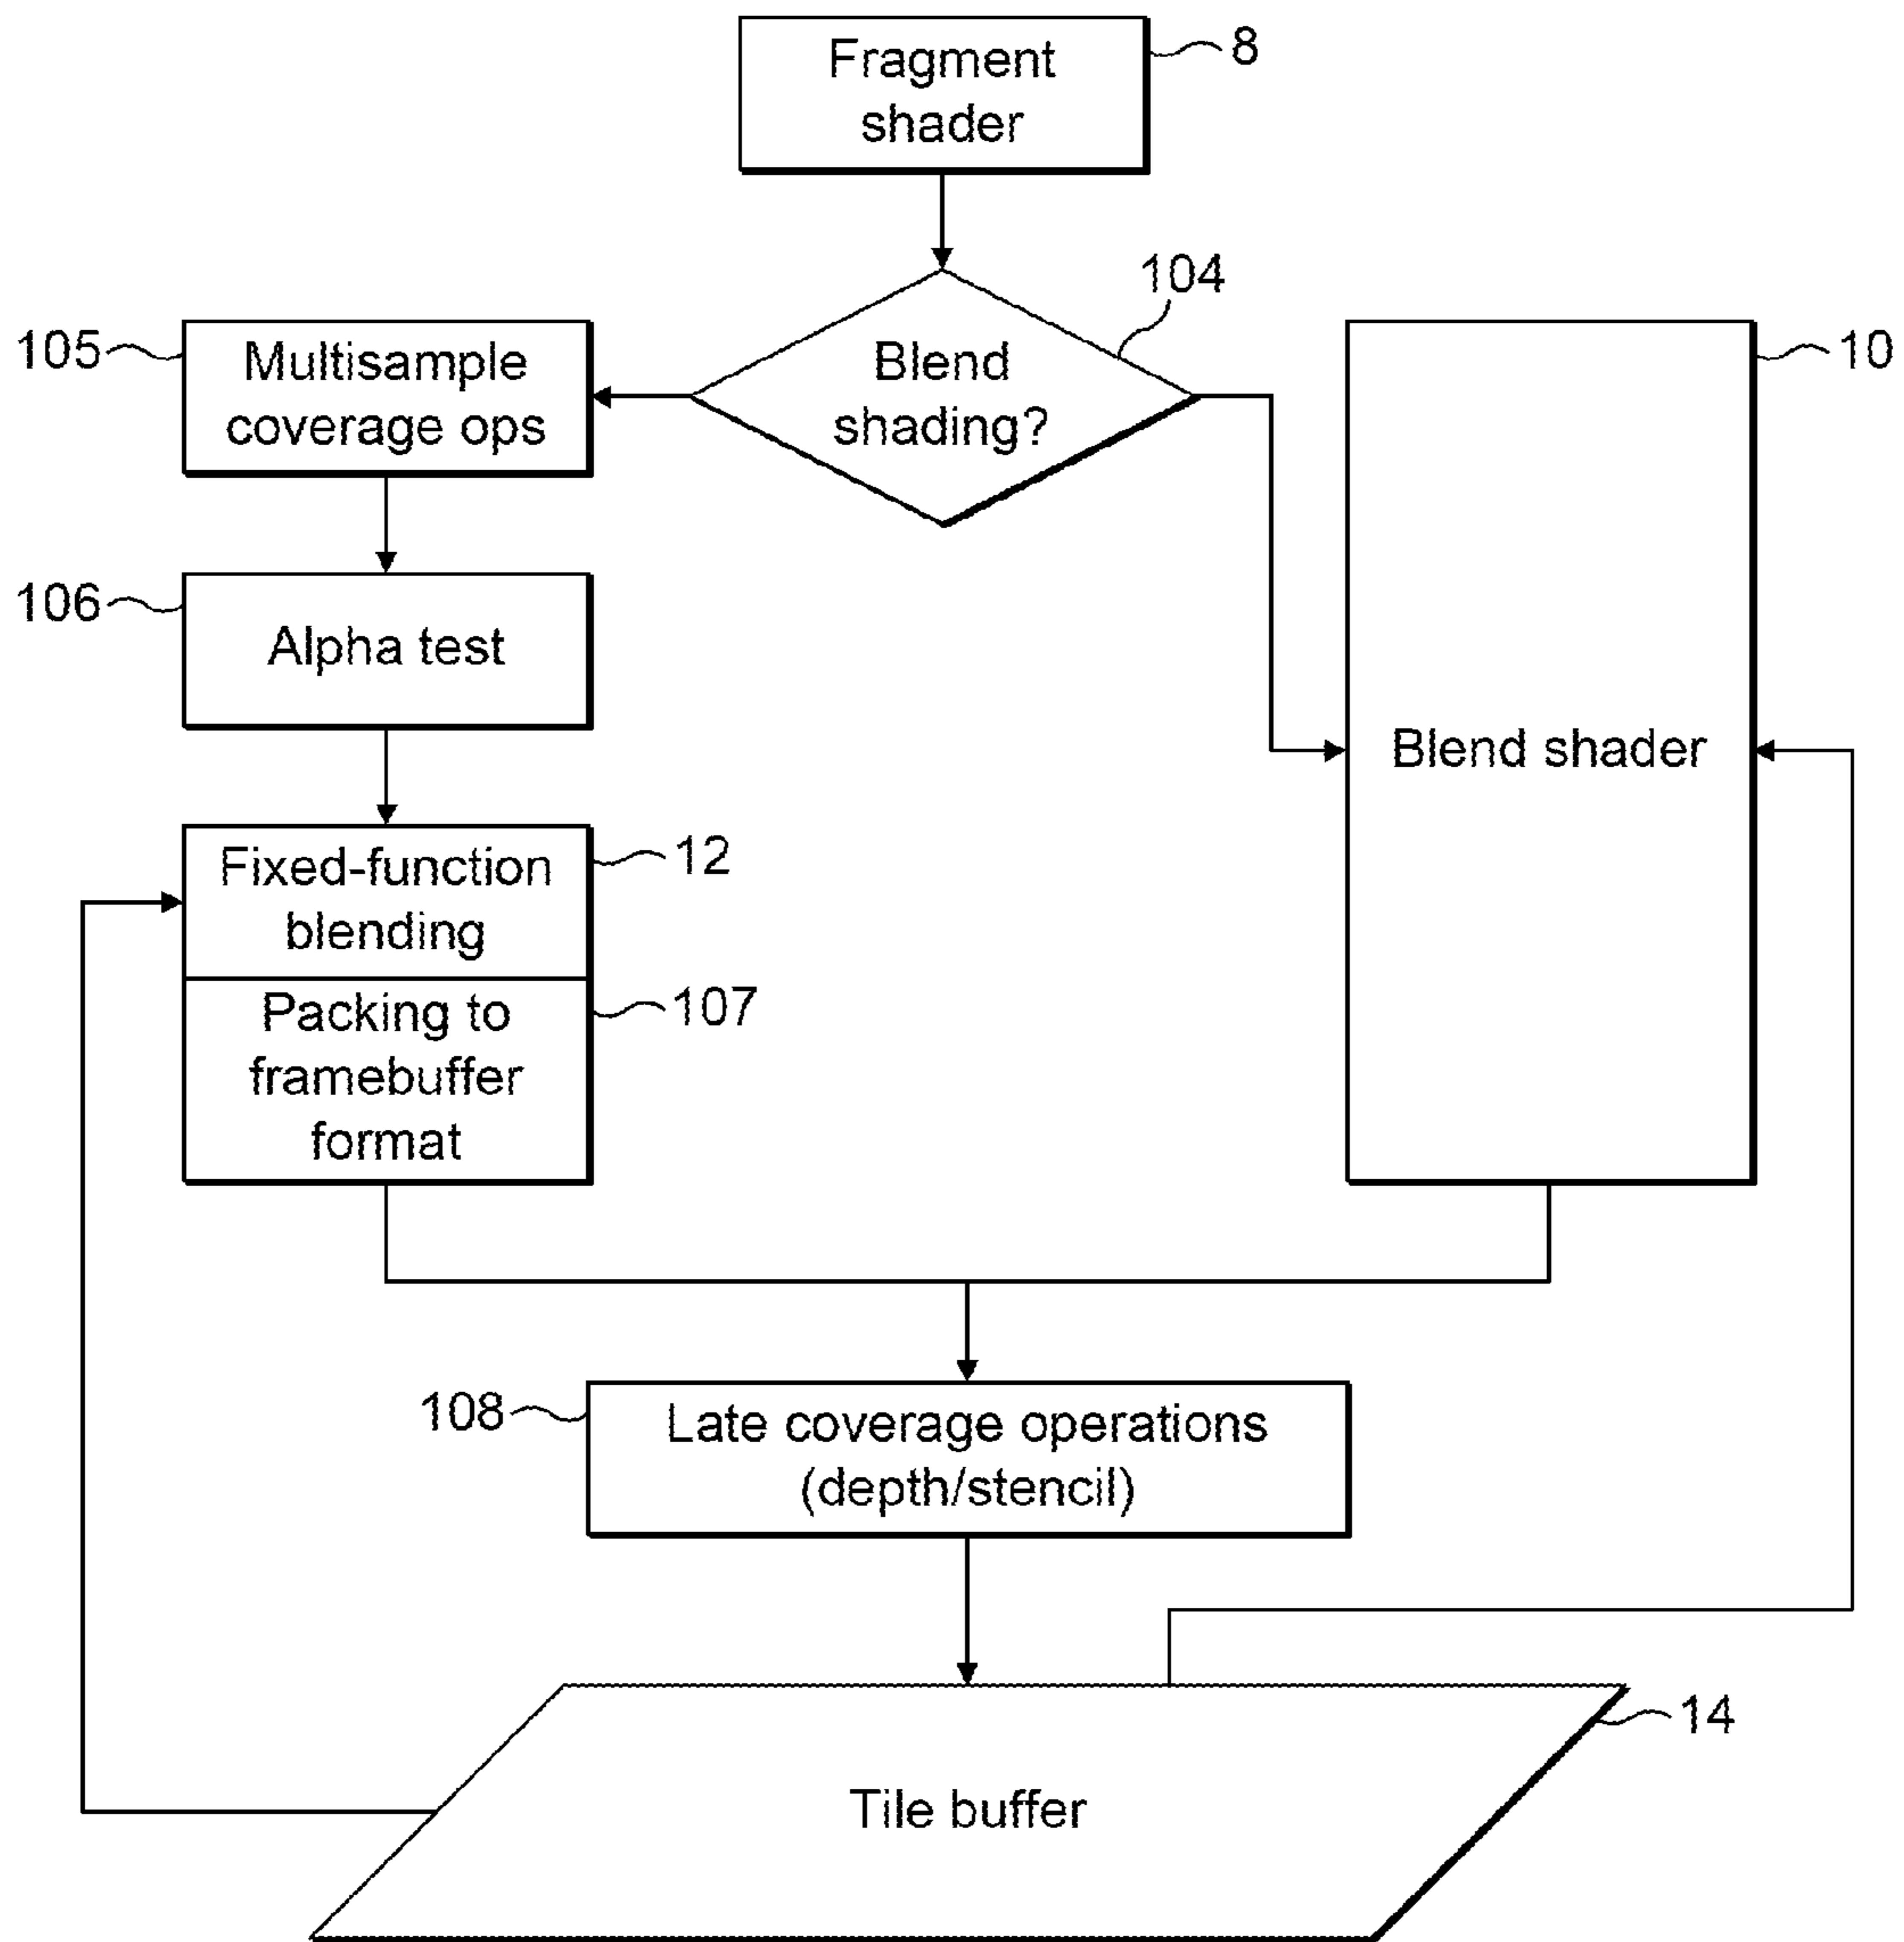 Fragment
shader
8
104
105
Multisample
coverage ops
Blend
shading?
10
106
Alpha test
Blend shader
Fixed-function
blending
12
Packing to
framebuffer
format
107
108
Late coverage operations
(depth/stencil)
14
Tile buffer